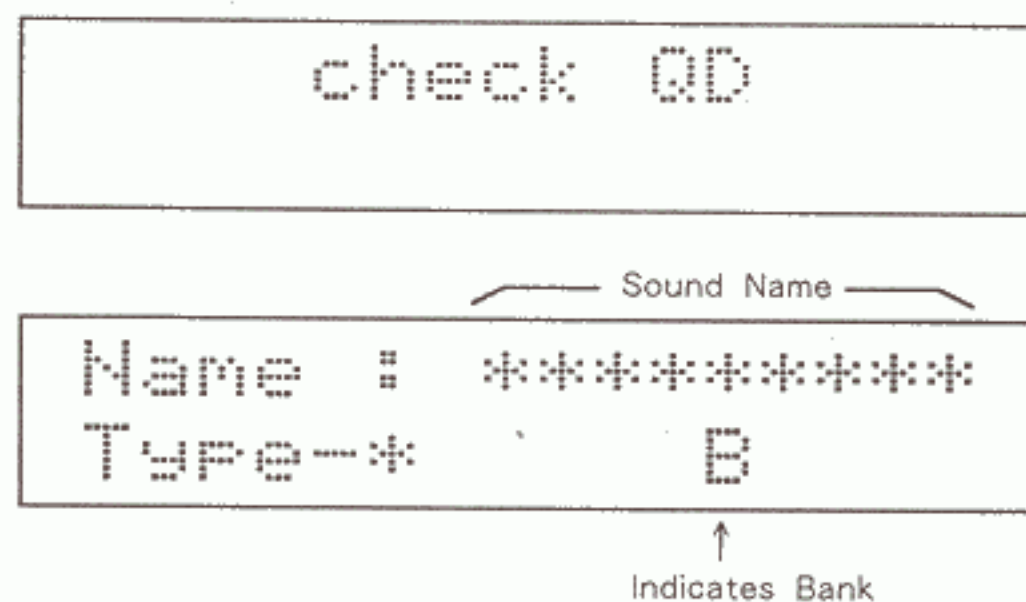 check QD
Sound Name
Name : *********
Type-* B
Indicates Bank